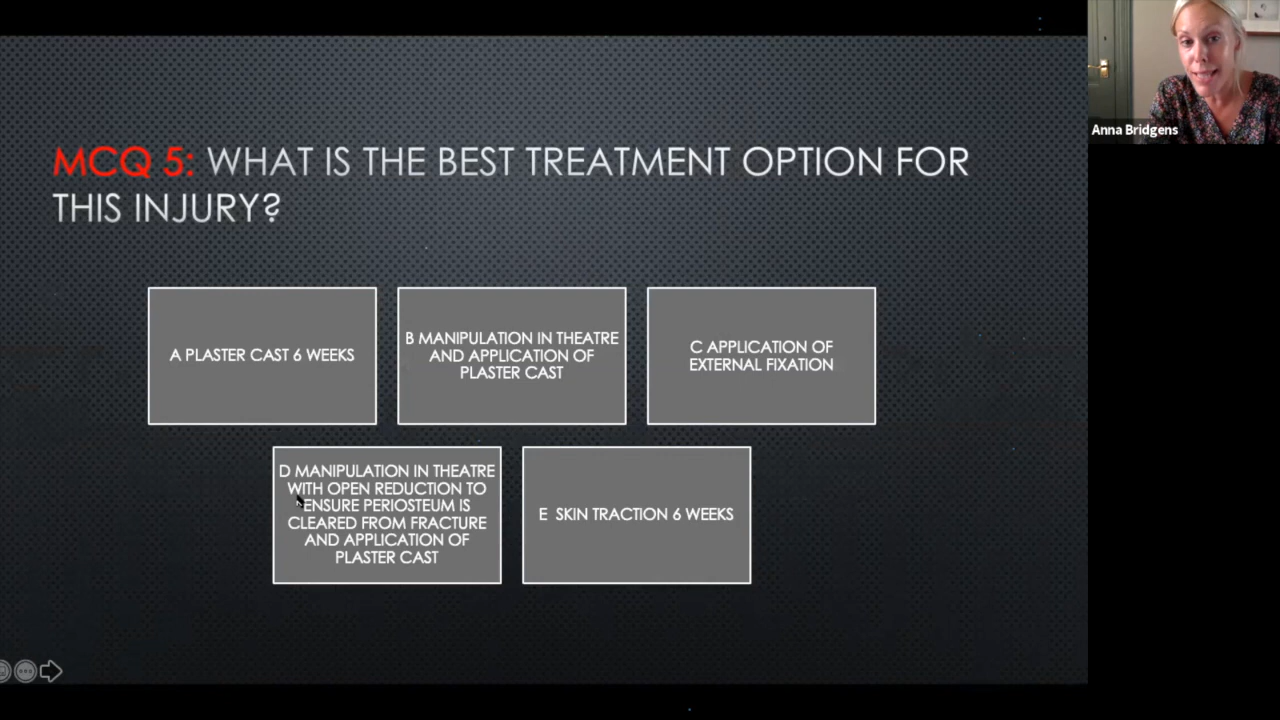 MCQ 5: WHAT IS THE BEST TREATMENT OPTION FOR
THIS INJURY?
A PLASTER CAST 6 WEEKS
B MANIPULATION IN THEATRE
AND APPLICATION OF
PLASTER CAST
C APPLICATION OF
EXTERNAL FIXATION
D MANIPULATION IN THEATRE
WITH OPEN REDUCTION TO
ENSURE PERIOSTEUM IS
CLEARED FROM FRACTURE
AND APPLICATION OF
PLASTER CAST
E SKIN TRACTION 6 WEEKS
Anna Bridgens